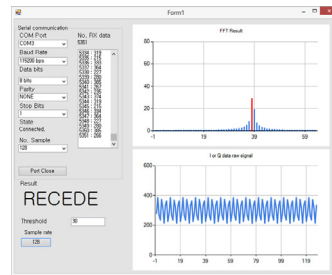 Form1
Serial communication
COM Port
COM3
Baud Rate
115200 bps
Data bits
8 bits
Parity
NONE
Stop Bits
1
State
Connected.
No. Sample
128
Port Close
No. RX data
5353
Result
RECEDE
Threshold
30
Sample rate
128
FFT Result
80
60
40
20
0
-1
19
39
59
I or Q data raw signal
600
400
200
0
-1
19
39
59
79
99
119